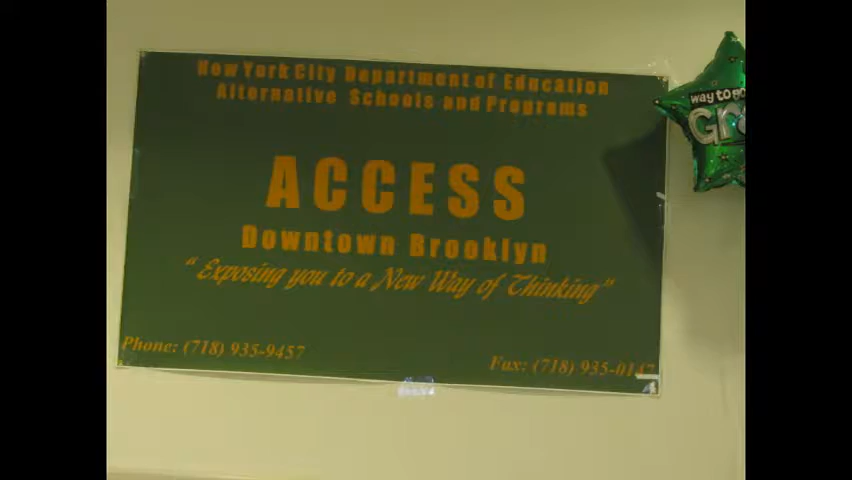 New York City Department of Education
Alternative Schools and Programs
ACCESS
Downtown Brooklyn
“Exposing you to a New Way of Thinking”
Phone: (718) 935-9457
Fax: (718) 935-0147
way to go
Gr